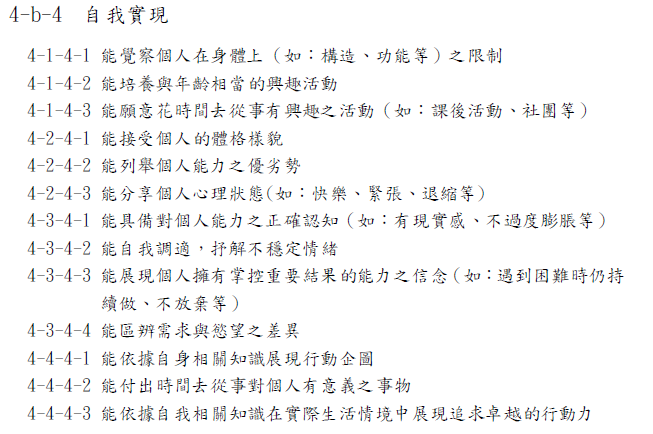 4-b-4 自我實現
4-1-4-1 能覺察個人在身體上（如：構造、功能等）之限制
4-1-4-2 能培養與年齡相當的興趣活動
4-1-4-3 能願意花時間去從事有興趣之活動（如：課後活動、社團等）
4-2-4-1 能接受個人的體格樣貌
4-2-4-2 能列舉個人能力之優劣勢
4-2-4-3 能分享個人心理狀態(如：快樂、緊張、退縮等)
4-3-4-1 能具備對個人能力之正確認知（如：有現實感、不過度膨脹等）
4-3-4-2 能自我調適，抒解不穩定情緒
4-3-4-3 能展現個人擁有掌控重要結果的能力之信念(如：遇到困難時仍持
續做、不放棄等)
4-3-4-4 能區辨需求與慾望之差異
4-4-4-1 能依據自身相關知識展現行動企圖
4-4-4-2 能付出時間去從事對個人有意義之事物
4-4-4-3 能依據自我相關知識在實際生活情境中展現追求卓越的行動力